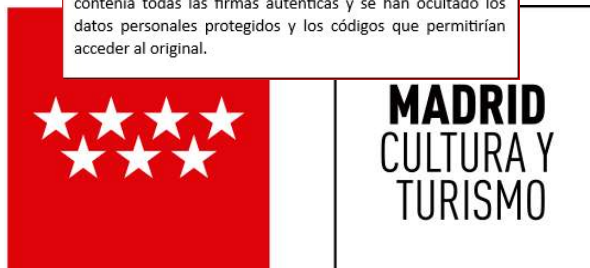 contenía todas las firmas auténticas y se han ocultado los
datos personales protegidos y los códigos que permitirían
acceder al original.
MADRID
CULTURA Y
TURISMO